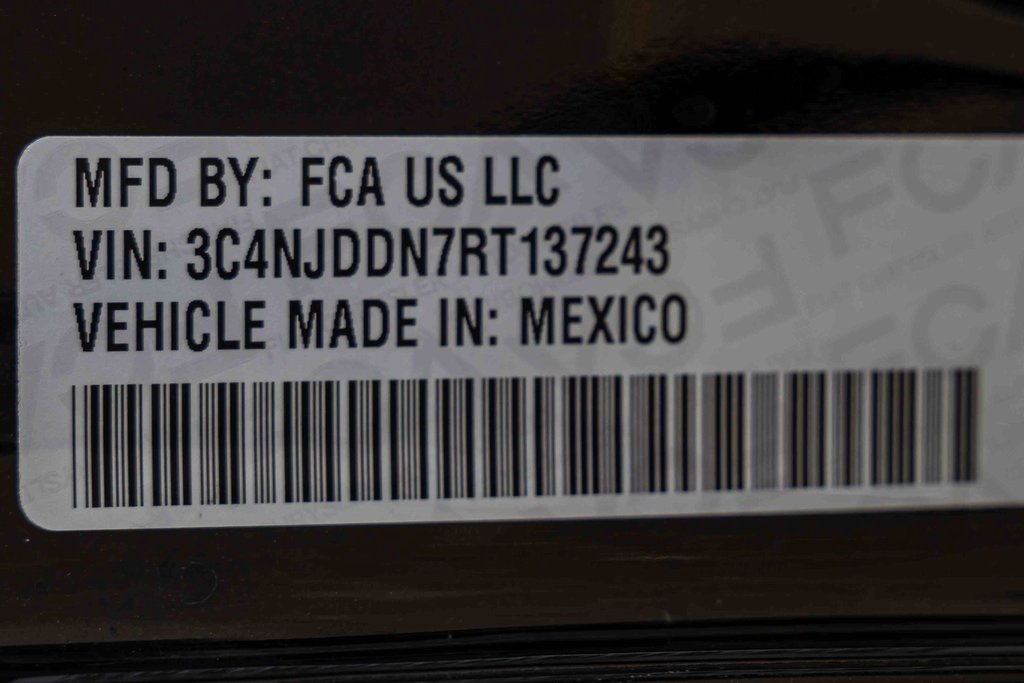 MFD BY: FCA US LLC
VIN: 3C4NJDDN7RT137243
VEHICLE MADE IN: MEXICO